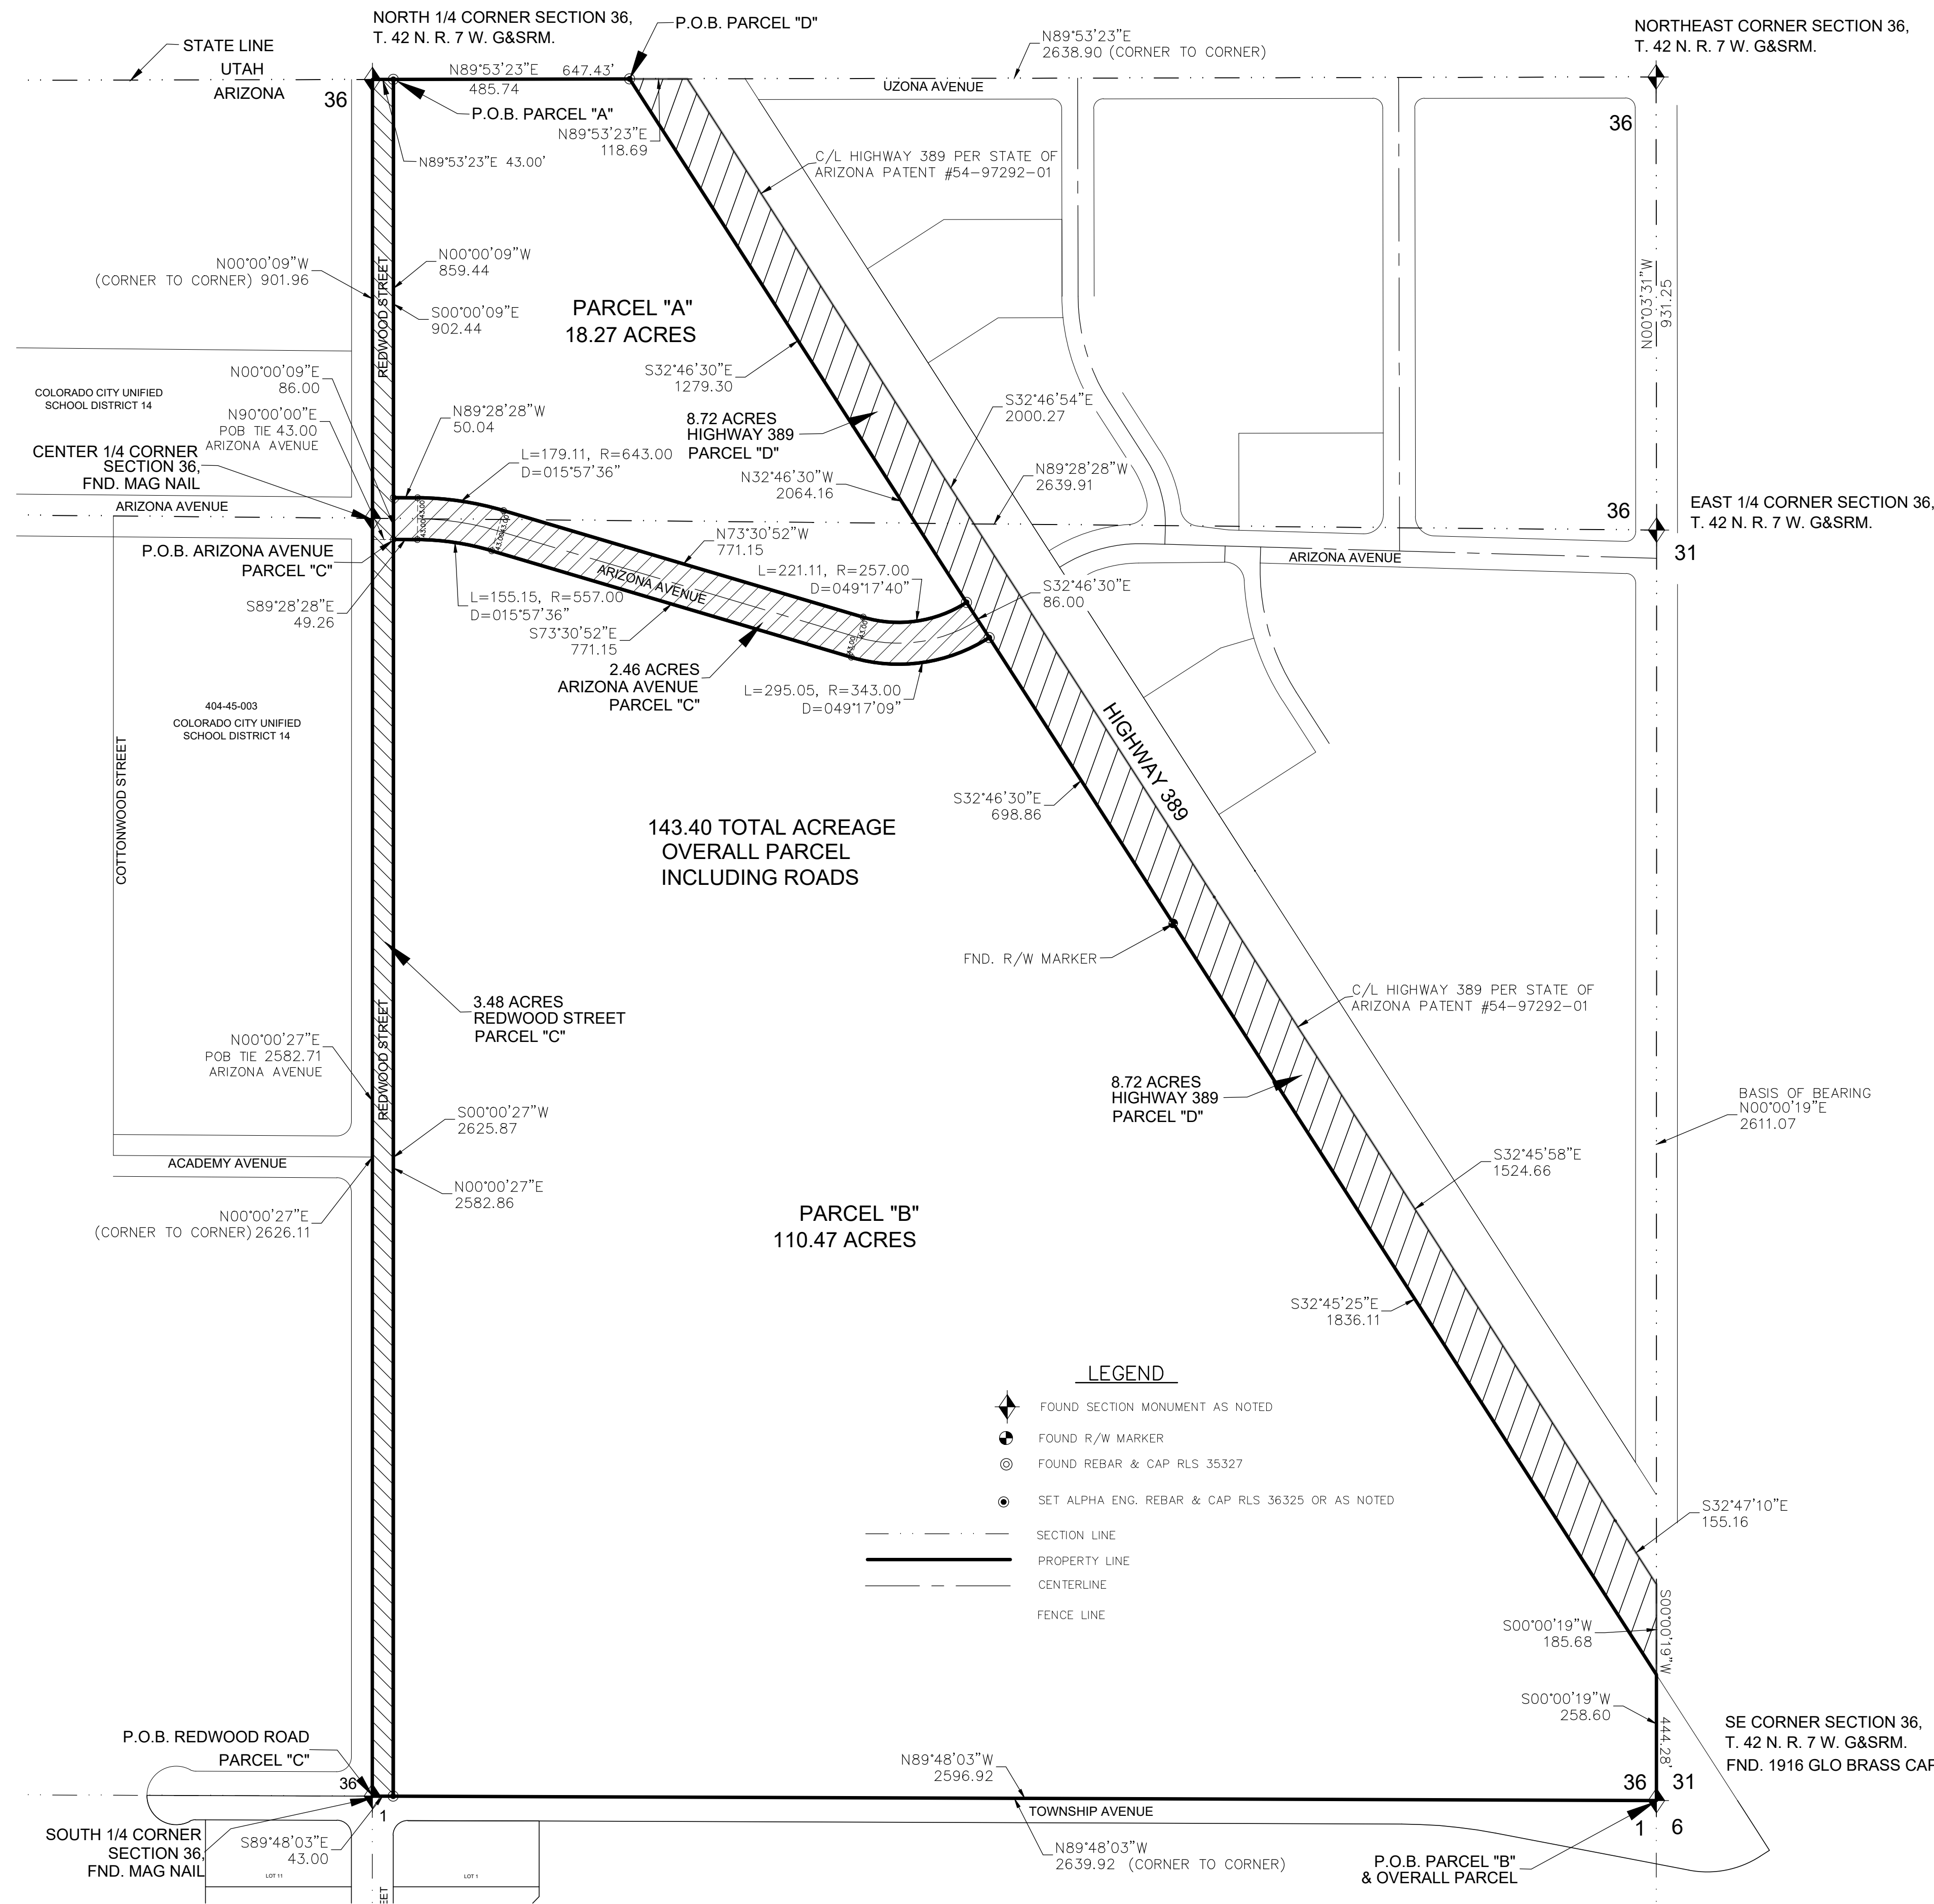 NORTH 1/4 CORNER SECTION 36,
T. 42 N. R. 7 W. G&SRM.
P.O.B. PARCEL "D"
N89°53'23"E
2638.90 (CORNER TO CORNER)
NORTHEAST CORNER SECTION 36,
T. 42 N. R. 7 W. G&SRM.
STATE LINE
UTAH
ARIZONA
36
N89°53'23"E 647.43'
485.74
P.O.B. PARCEL "A"
N89°53'23"E
118.69
N89°53'23"E 43.00'
UZONA AVENUE
36
C/L HIGHWAY 389 PER STATE OF
ARIZONA PATENT #54-97292-01
N00°00'09"W
(CORNER TO CORNER) 901.96
REDWOOD STREET
N00°00'09"W
859.44
S00°00'09"E
902.44
PARCEL "A"
18.27 ACRES
N00°03'31"W
931.25
S32°46'30"E
1279.30
N00°00'09"E
86.00
COLORADO CITY UNIFIED
SCHOOL DISTRICT 14
N90°00'00"E
POB TIE 43.00
ARIZONA AVENUE
N89°28'28"W
50.04
8.72 ACRES
HIGHWAY 389
PARCEL "D"
S32°46'54"E
2000.27
CENTER 1/4 CORNER
SECTION 36,
FND. MAG NAIL
L=179.11, R=643.00
D=015°57'36"
N32°46'30"W
2064.16
N89°28'28"W
2639.91
36
EAST 1/4 CORNER SECTION 36,
T. 42 N. R. 7 W. G&SRM.
31
ARIZONA AVENUE
43.00
43.00
43.00
43.00
P.O.B. ARIZONA AVENUE
PARCEL "C"
N73°30'52"W
771.15
ARIZONA AVENUE
ARIZONA AVENUE
L=221.11, R=257.00
D=049°17'40"
S32°46'30"E
86.00
S89°28'28"E
49.26
L=155.15, R=557.00
D=015°57'36"
S73°30'52"E
771.15
43.00
43.00
2.46 ACRES
ARIZONA AVENUE
PARCEL "C"
L=295.05, R=343.00
D=049°17'09"
404-45-003
COLORADO CITY UNIFIED
SCHOOL DISTRICT 14
COTTONWOOD STREET
HIGHWAY 389
S32°46'30"E
698.86
143.40 TOTAL ACREAGE
OVERALL PARCEL
INCLUDING ROADS
FND. R/W MARKER
3.48 ACRES
REDWOOD STREET
PARCEL "C"
C/L HIGHWAY 389 PER STATE OF
ARIZONA PATENT #54-97292-01
REDWOOD STREET
N00°00'27"E
POB TIE 2582.71
ARIZONA AVENUE
8.72 ACRES
HIGHWAY 389
PARCEL "D"
BASIS OF BEARING
N00°00'19"E
2611.07
S00°00'27"W
2625.87
ACADEMY AVENUE
N00°00'27"E
2582.86
S32°45'58"E
1524.66
N00°00'27"E
(CORNER TO CORNER) 2626.11
PARCEL "B"
110.47 ACRES
S32°45'25"E
1836.11
LEGEND
FOUND SECTION MONUMENT AS NOTED
FOUND R/W MARKER
FOUND REBAR & CAP RLS 35327
SET ALPHA ENG. REBAR & CAP RLS 36325 OR AS NOTED
SECTION LINE
PROPERTY LINE
CENTERLINE
FENCE LINE
S32°47'10"E
155.16
S00°00'19"W
185.68
S00°00'19"W
444.28'
S00°00'19"W
258.60
SE CORNER SECTION 36,
T. 42 N. R. 7 W. G&SRM.
FND. 1916 GLO BRASS CAP
P.O.B. REDWOOD ROAD
PARCEL "C"
N89°48'03"W
2596.92
36
1
36
31
1
6
TOWNSHIP AVENUE
SOUTH 1/4 CORNER
SECTION 36,
FND. MAG NAIL
S89°48'03"E
43.00
N89°48'03"W
2639.92 (CORNER TO CORNER)
P.O.B. PARCEL "B"
& OVERALL PARCEL
LOT 11
LOT 1
EET